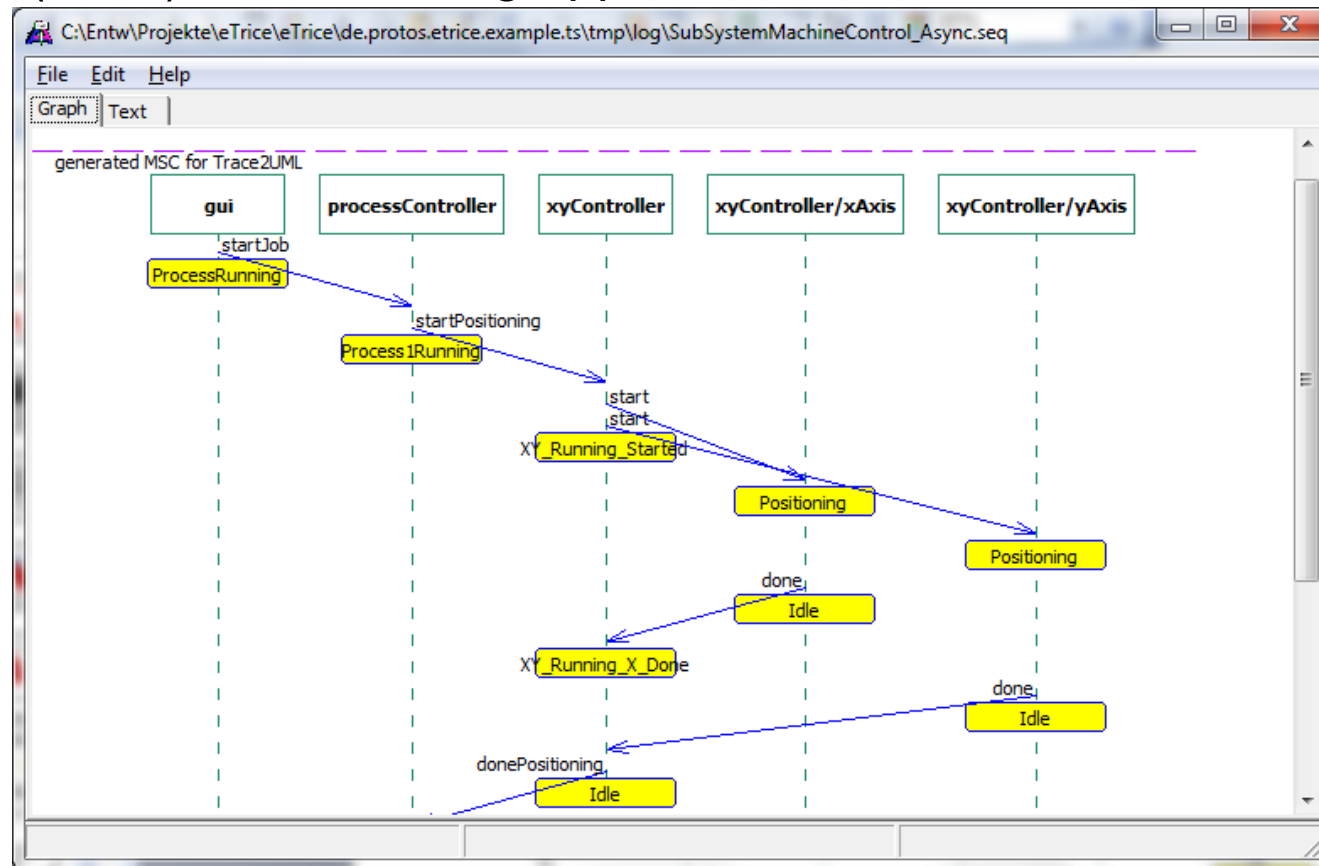 C:\Entw\Projekte\eTrice\eTrice\de.protos.etrice.example.ts\tmp\log\SubSystemMachineControl_Async.seq
File Edit Help
Graph Text
generated MSC for Trace2UML
gui processController xyController xyController/xAxis xyController/yAxis
startJob
ProcessRunning
startPositioning
Process1Running
start
start
XY_Running_Started
Positioning
Positioning
done
Idle
XY_Running_X_Done
done
Idle
donePositioning
Idle